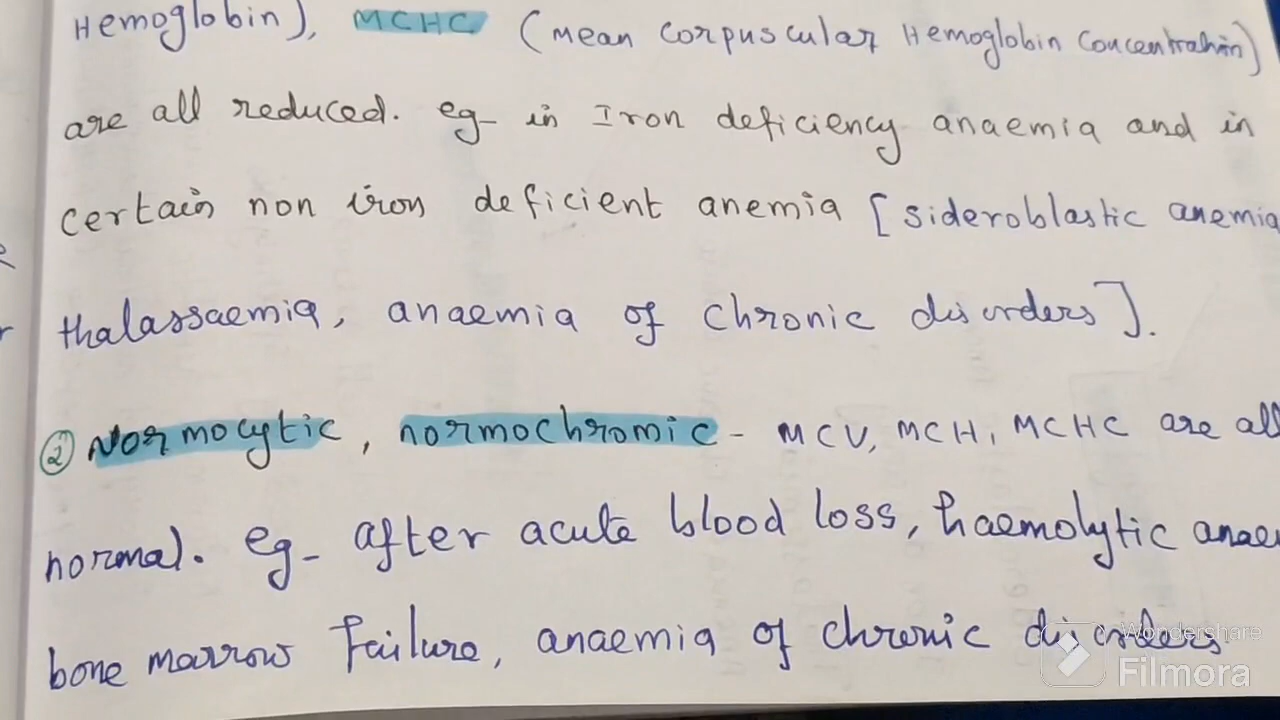 Hemoglobin), MCHC (Mean Corpuscular Hemoglobin Concentration)
are all reduced. eg- in Iron deficiency anaemia and in
certain non iron deficient anemia [sideroblastic anemia
thalassaemia, anaemia of chronic disorders].
② Normocytic, normochromic - MCV, MCH, MCHC are all
normal. eg- after acute blood loss, haemolytic anae
bone marrow failure, anaemia of chronic disorders
Wondershare
Filmora